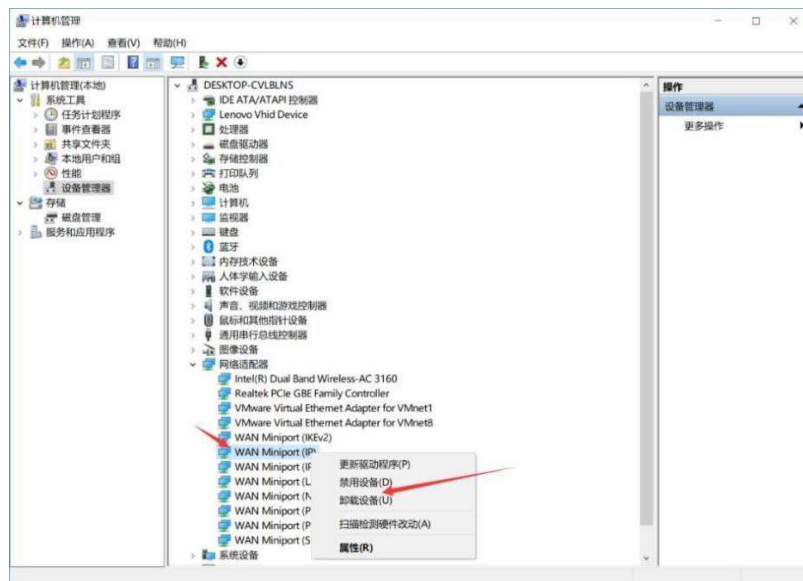 计算机管理
文件(F) 操作(A) 查看(V) 帮助(H)
计算机管理(本地)
系统工具
任务计划程序
事件查看器
共享文件夹
本地用户和组
性能
设备管理器
存储
磁盘管理
服务和应用程序
DESKTOP-CVLBLNS
IDE ATA/ATAPI 控制器
Lenovo Vhid Device
处理器
磁盘驱动器
存储控制器
打印队列
电池
计算机
监视器
键盘
蓝牙
内存技术设备
人体学输入设备
软件设备
声音、视频和游戏控制器
鼠标和其他指针设备
通用串行总线控制器
图像设备
网络适配器
Intel(R) Dual Band Wireless-AC 3160
Realtek PCIe GBE Family Controller
VMware Virtual Ethernet Adapter for VMnet1
VMware Virtual Ethernet Adapter for VMnet8
WAN Miniport (IKEv2)
WAN Miniport (IP)
WAN Miniport (IF
WAN Miniport (L
WAN Miniport (N
WAN Miniport (P
WAN Miniport (P
WAN Miniport (S
系统设备
更新驱动程序(P)
禁用设备(D)
卸载设备(U)
扫描检测硬件改动(A)
属性(R)
操作
设备管理器
更多操作